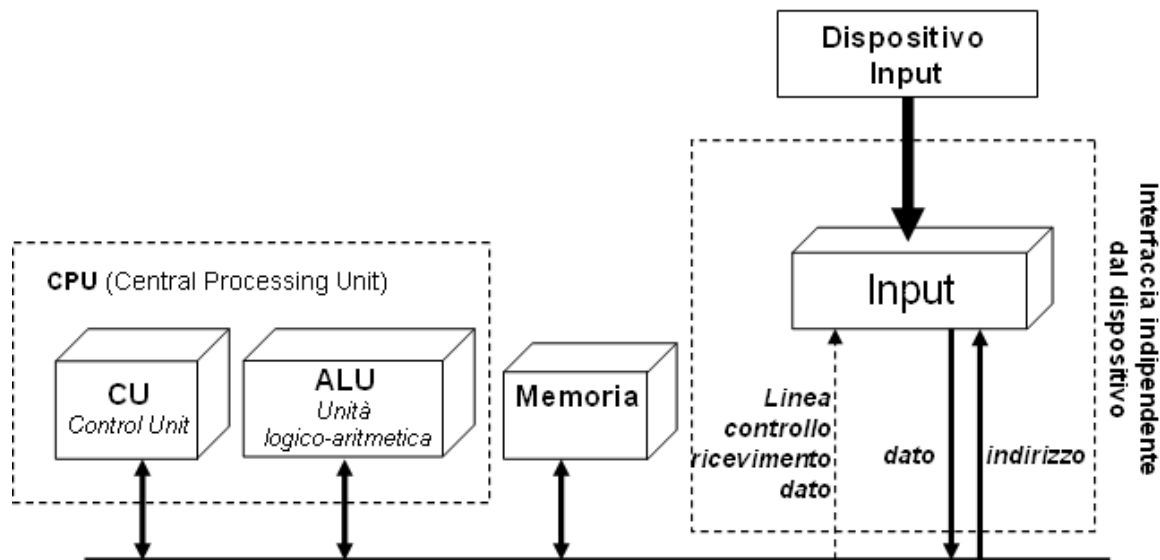 Dispositivo
Input
Interfaccia indipendente
dal dispositivo
CPU (Central Processing Unit)
Input
CU
Control Unit
ALU
Unità
logico-aritmetica
Memoria
Linea
controllo
ricevimento
dato
dato
indirizzo